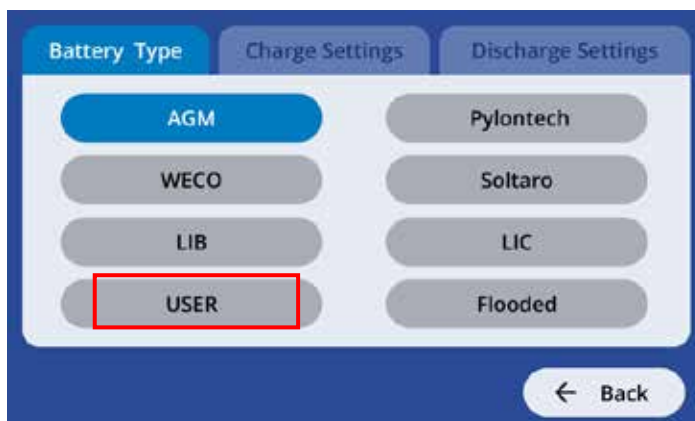 Battery Type Charge Settings Discharge Settings
AGM Pylontech
WECO Soltaro
LIB LIC
USER Flooded
← Back